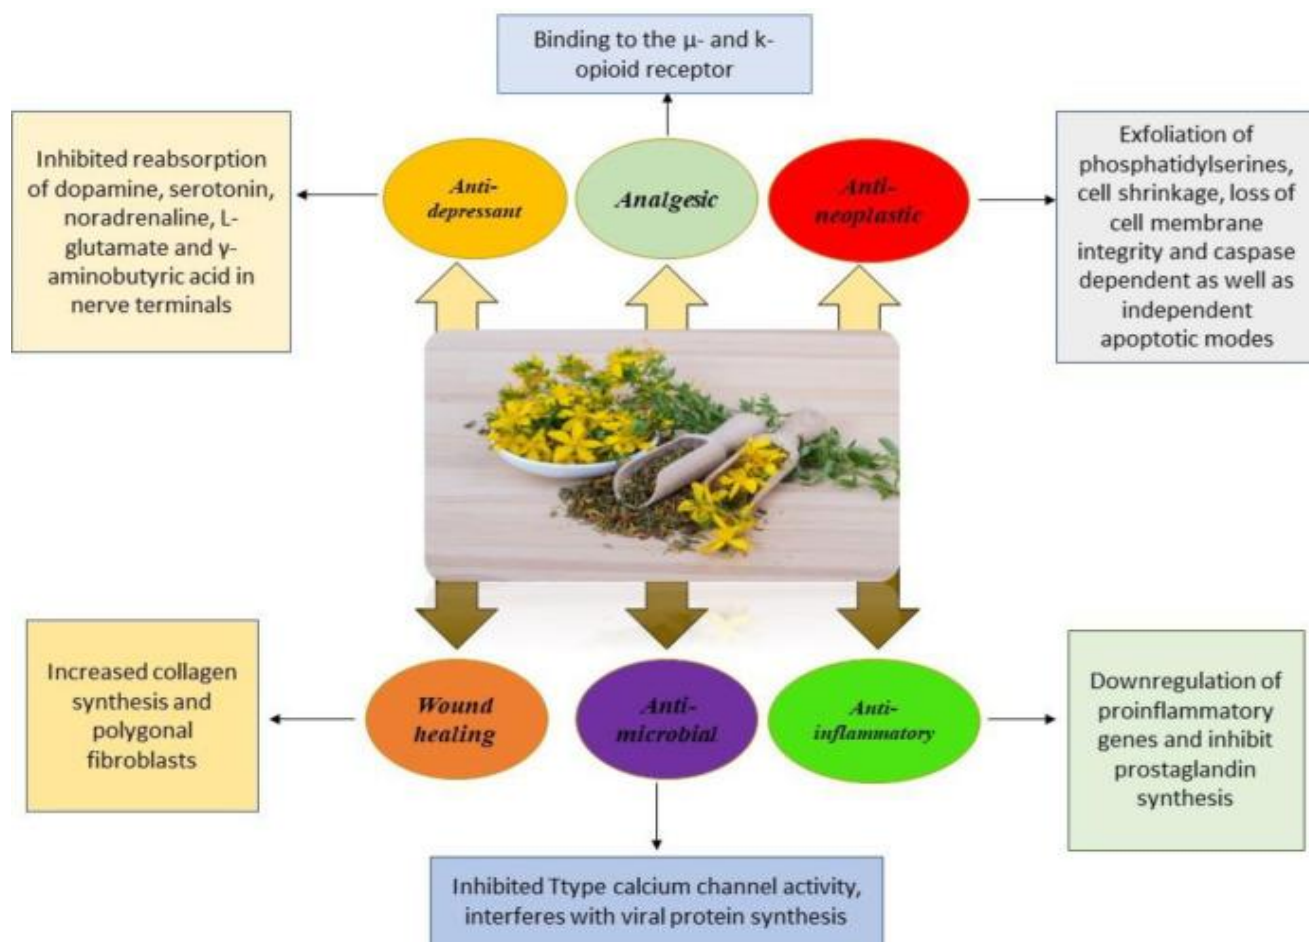 Binding to the μ- and k-
opioid receptor
Inhibited reabsorption
of dopamine, serotonin,
noradrenaline, L-
glutamate and γ-
aminobutyric acid in
nerve terminals
Anti-
depressant
Analgesic
Anti-
neoplastic
Exfoliation of
phosphatidylserines,
cell shrinkage, loss of
cell membrane
integrity and caspase
dependent as well as
independent
apoptotic modes
Increased collagen
synthesis and
polygonal
fibroblasts
Wound
healing
Anti-
microbial
Anti-
inflammatory
Downregulation of
proinflammatory
genes and inhibit
prostaglandin
synthesis
Inhibited Ttype calcium channel activity,
interferes with viral protein synthesis